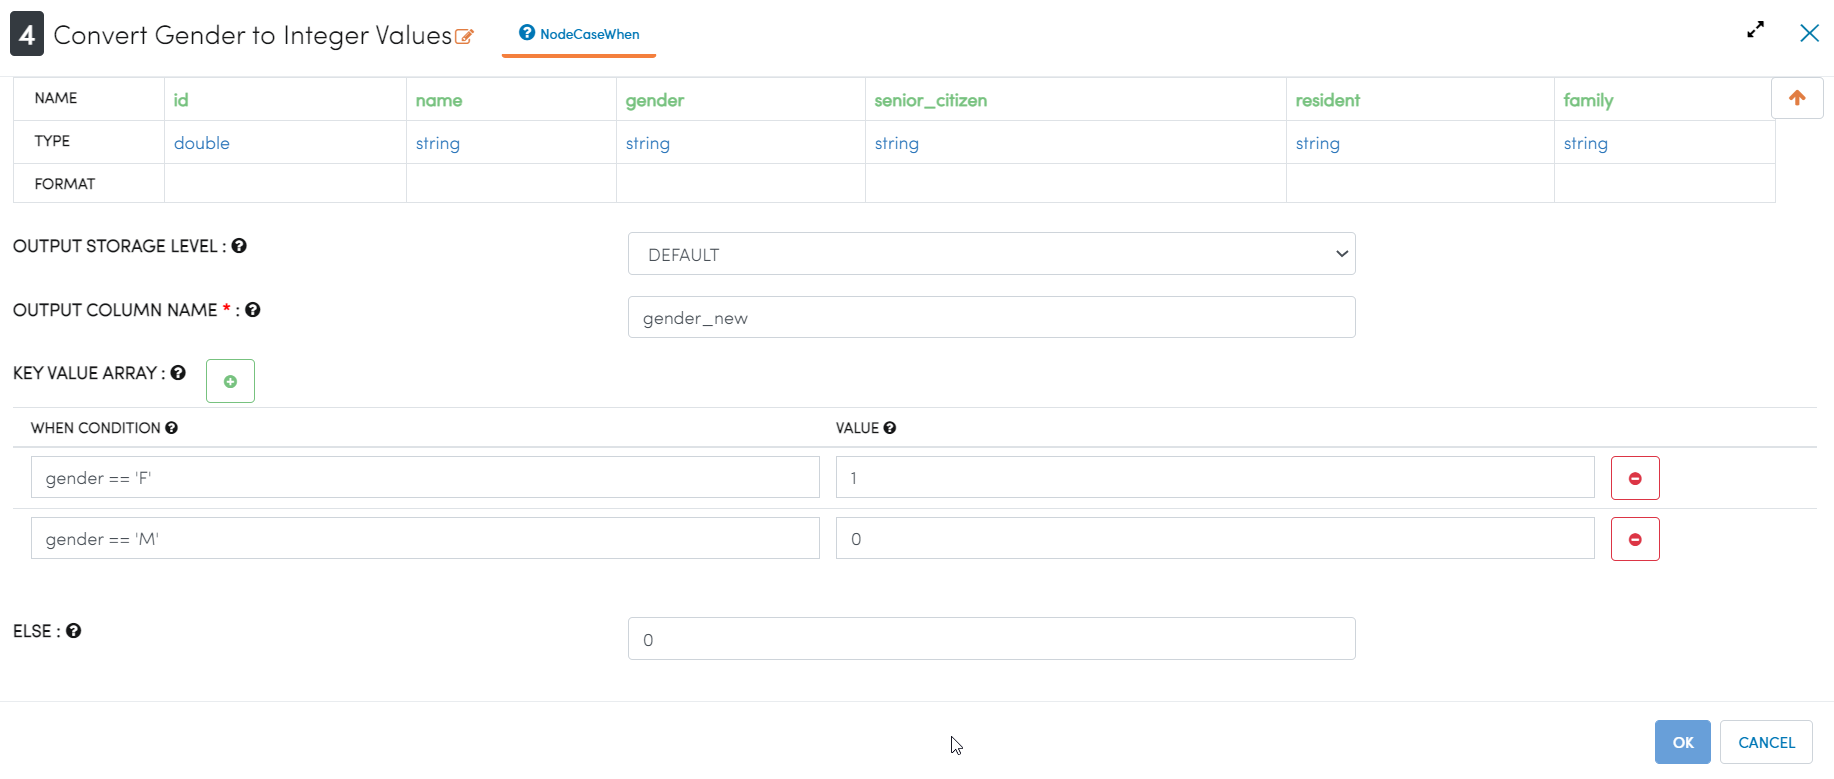 4 Convert Gender to Integer Values NodeCaseWhen
NAME id name gender senior_citizen resident family
TYPE double string string string string string
FORMAT
OUTPUT STORAGE LEVEL : DEFAULT
OUTPUT COLUMN NAME * : gender_new
KEY VALUE ARRAY :
WHEN CONDITION VALUE
gender == 'F' 1
gender == 'M' 0
ELSE : 0
OK CANCEL